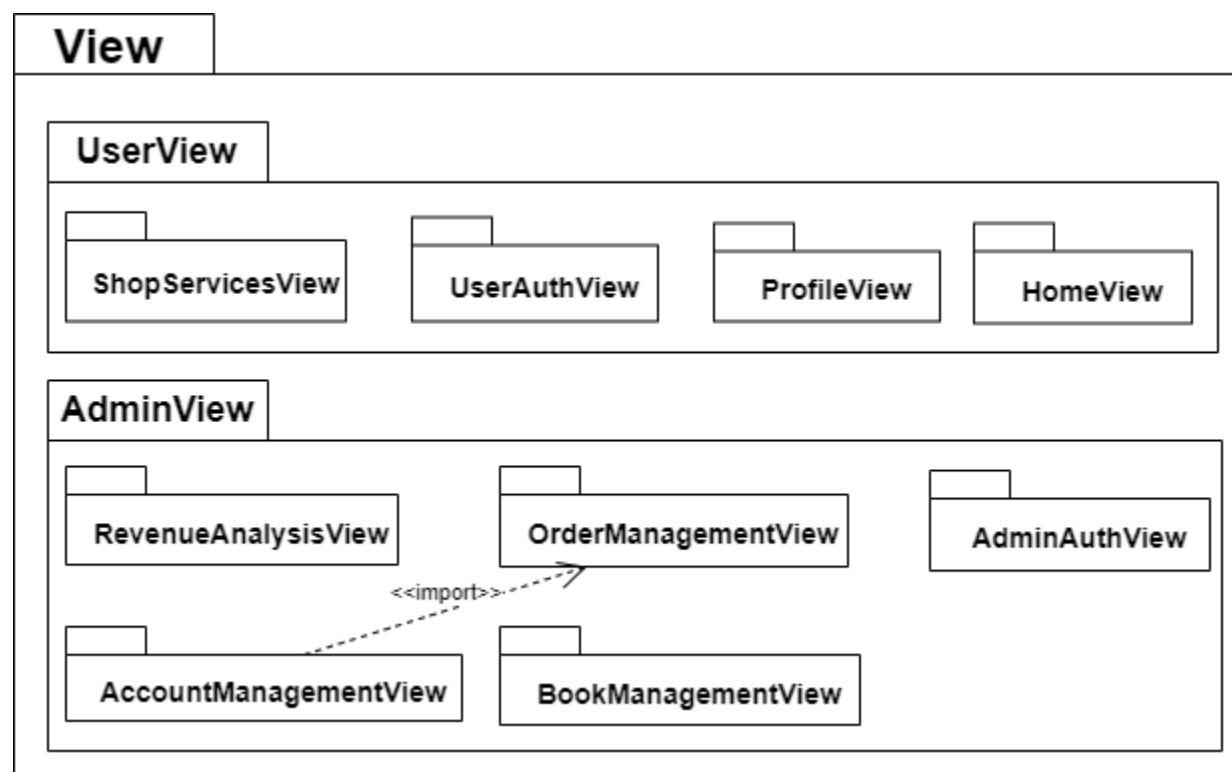 View
UserView
ShopServicesView
UserAuthView
ProfileView
HomeView
AdminView
RevenueAnalysisView
OrderManagementView
AdminAuthView
<<import>>
AccountManagementView
BookManagementView